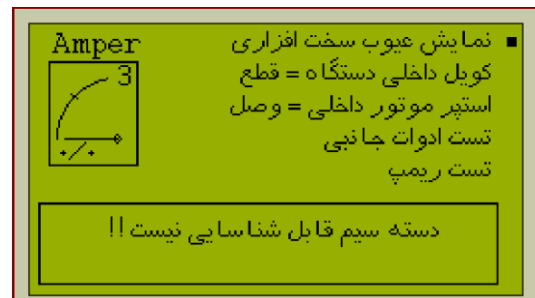 Amper
3
+/+
■ نمایش عیوب سخت افزاری
کویل داخلی دستگاه = قطع
استپر موتور داخلی = وصل
تست ادوات جانبی
تست ریمپ
دسته سیم قابل شناسایی نیست !!